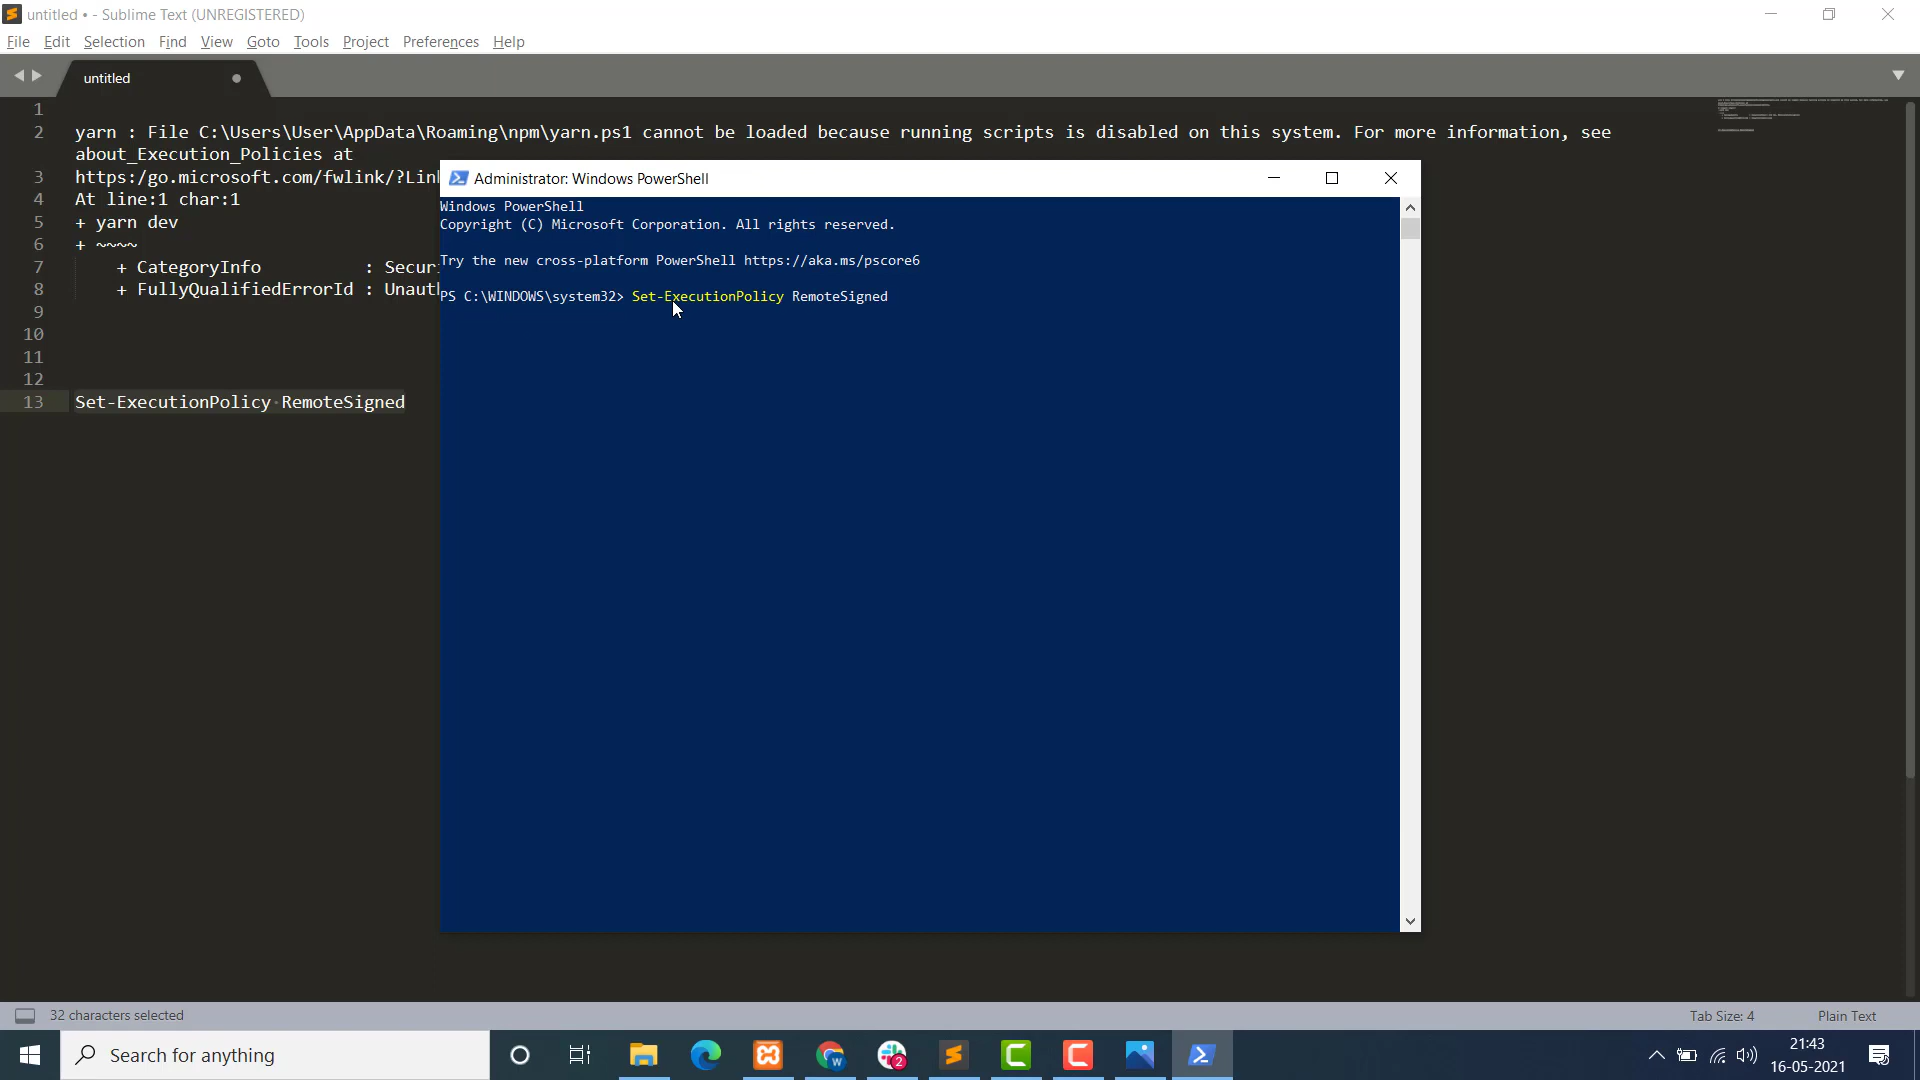 untitled • - Sublime Text (UNREGISTERED)
File Edit Selection Find View Goto Tools Project Preferences Help
untitled
1
2 yarn : File C:\Users\User\AppData\Roaming\npm\yarn.ps1 cannot be loaded because running scripts is disabled on this system. For more information, see
about_Execution_Policies at
3 https:/go.microsoft.com/fwlink/?Lin
4 At line:1 char:1
5 + yarn dev
6 + ~~~~
7 + CategoryInfo : Secur
8 + FullyQualifiedErrorId : Unaut
9
10
11
12
13 Set-ExecutionPolicy RemoteSigned
Administrator: Windows PowerShell
Windows PowerShell
Copyright (C) Microsoft Corporation. All rights reserved.
Try the new cross-platform PowerShell https://aka.ms/pscore6
PS C:\WINDOWS\system32> Set-ExecutionPolicy RemoteSigned
32 characters selected
Tab Size: 4
Plain Text
Search for anything
W
2
21:43
16-05-2021